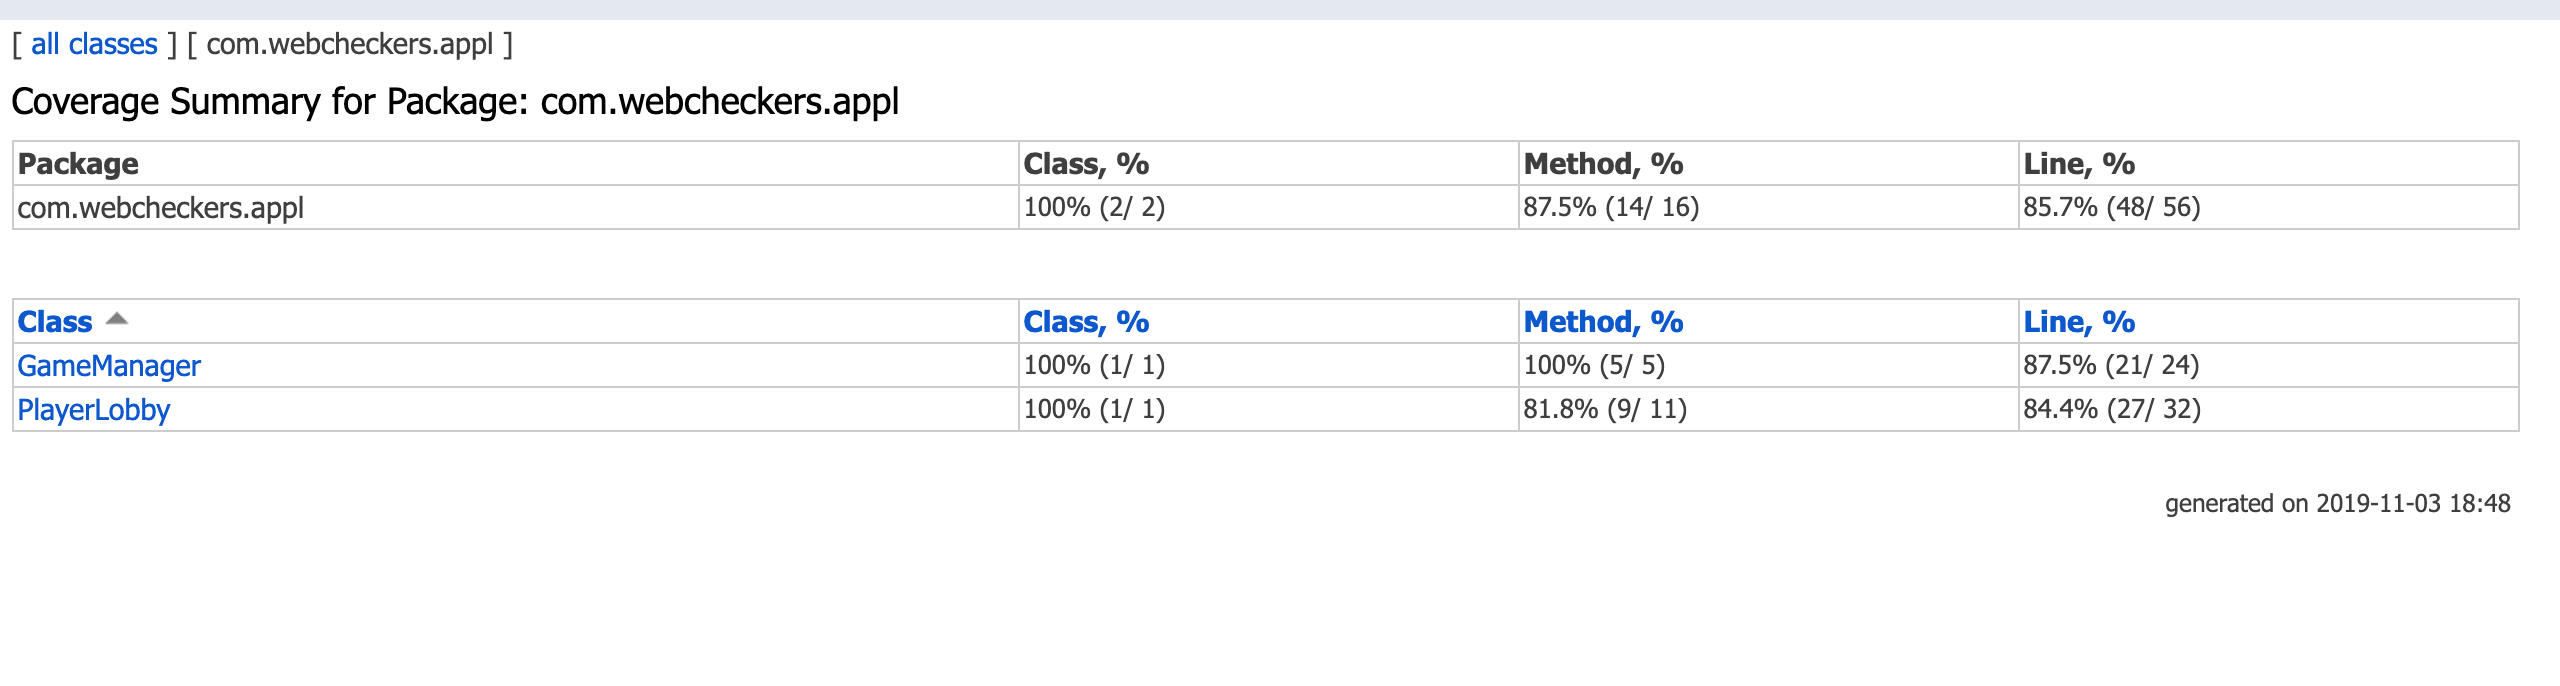 [ all classes ] [ com.webcheckers.appl ]
Coverage Summary for Package: com.webcheckers.appl
Package Class, % Method, % Line, %
com.webcheckers.appl 100% (2/ 2) 87.5% (14/ 16) 85.7% (48/ 56)
Class Class, % Method, % Line, %
GameManager 100% (1/ 1) 100% (5/ 5) 87.5% (21/ 24)
PlayerLobby 100% (1/ 1) 81.8% (9/ 11) 84.4% (27/ 32)
generated on 2019-11-03 18:48